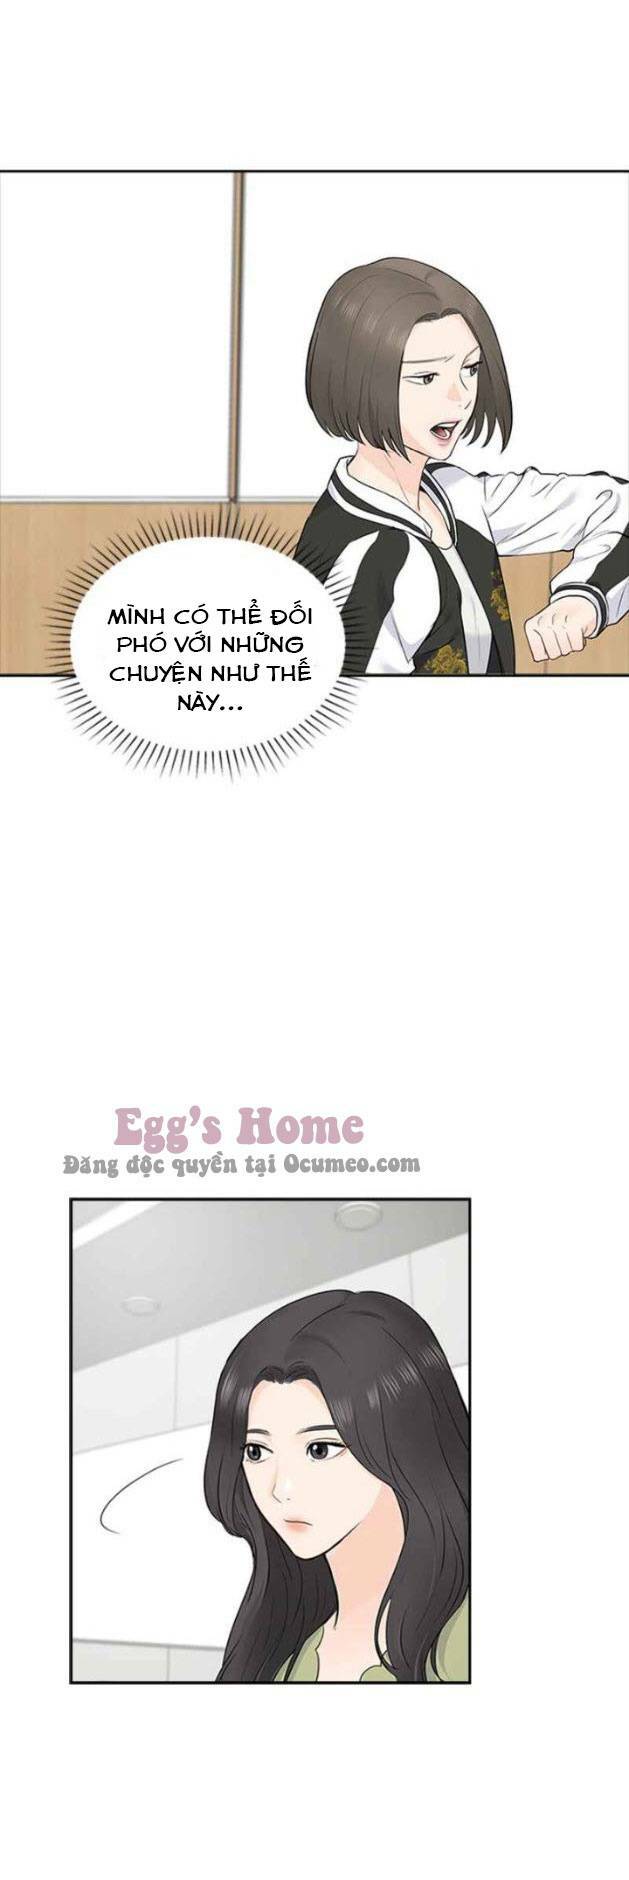 MÌNH CÓ THỂ ĐỐI
PHÓ VỚI NHỮNG
CHUYỆN NHƯ THẾ
NÀY...
Egg's Home
Đăng độc quyền tại Ocumeo.com